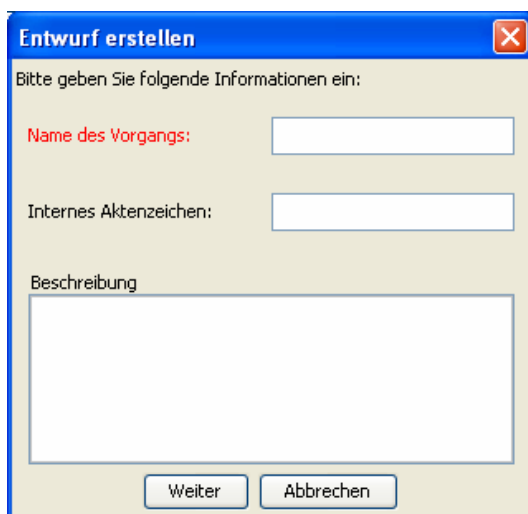 Entwurf erstellen
Bitte geben Sie folgende Informationen ein:
Name des Vorgangs:
Internes Aktenzeichen:
Beschreibung
Weiter Abbrechen